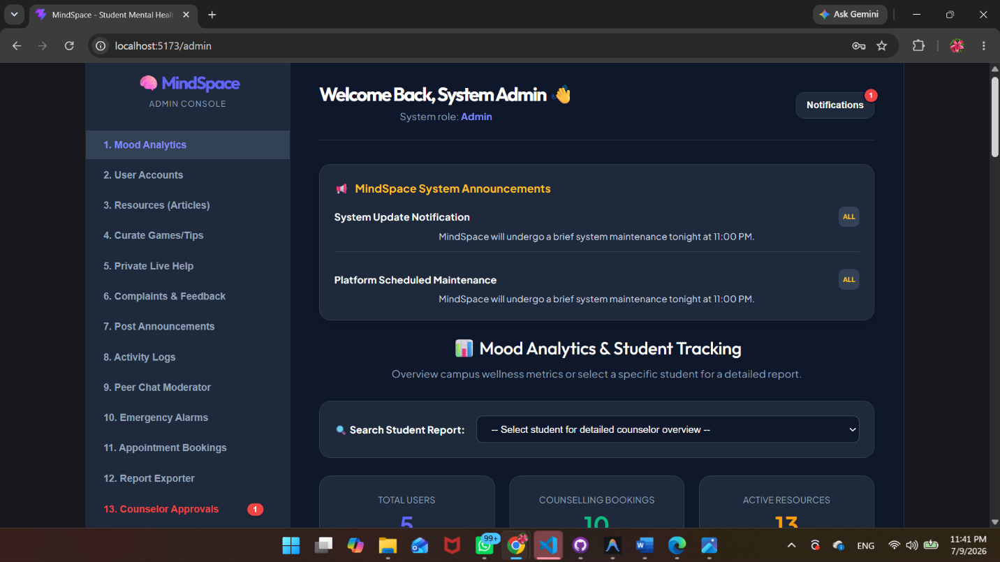 MindSpace - Student Mental Heal
Ask Gemini
localhost:5173/admin
MindSpace
ADMIN CONSOLE
1. Mood Analytics
2. User Accounts
3. Resources (Articles)
4. Curate Games/Tips
5. Private Live Help
6. Complaints & Feedback
7. Post Announcements
8. Activity Logs
9. Peer Chat Moderator
10. Emergency Alarms
11. Appointment Bookings
12. Report Exporter
13. Counselor Approvals 1
Welcome Back, System Admin 👋
System role: Admin
Notifications 1
📢 MindSpace System Announcements
System Update Notification ALL
MindSpace will undergo a brief system maintenance tonight at 11:00 PM.
Platform Scheduled Maintenance ALL
MindSpace will undergo a brief system maintenance tonight at 11:00 PM.
📊 Mood Analytics & Student Tracking
Overview campus wellness metrics or select a specific student for a detailed report.
🔍 Search Student Report: -- Select student for detailed counselor overview --
TOTAL USERS
5
COUNSELLING BOOKINGS
10
ACTIVE RESOURCES
13
99+
ENG
11:41 PM
7/9/2026